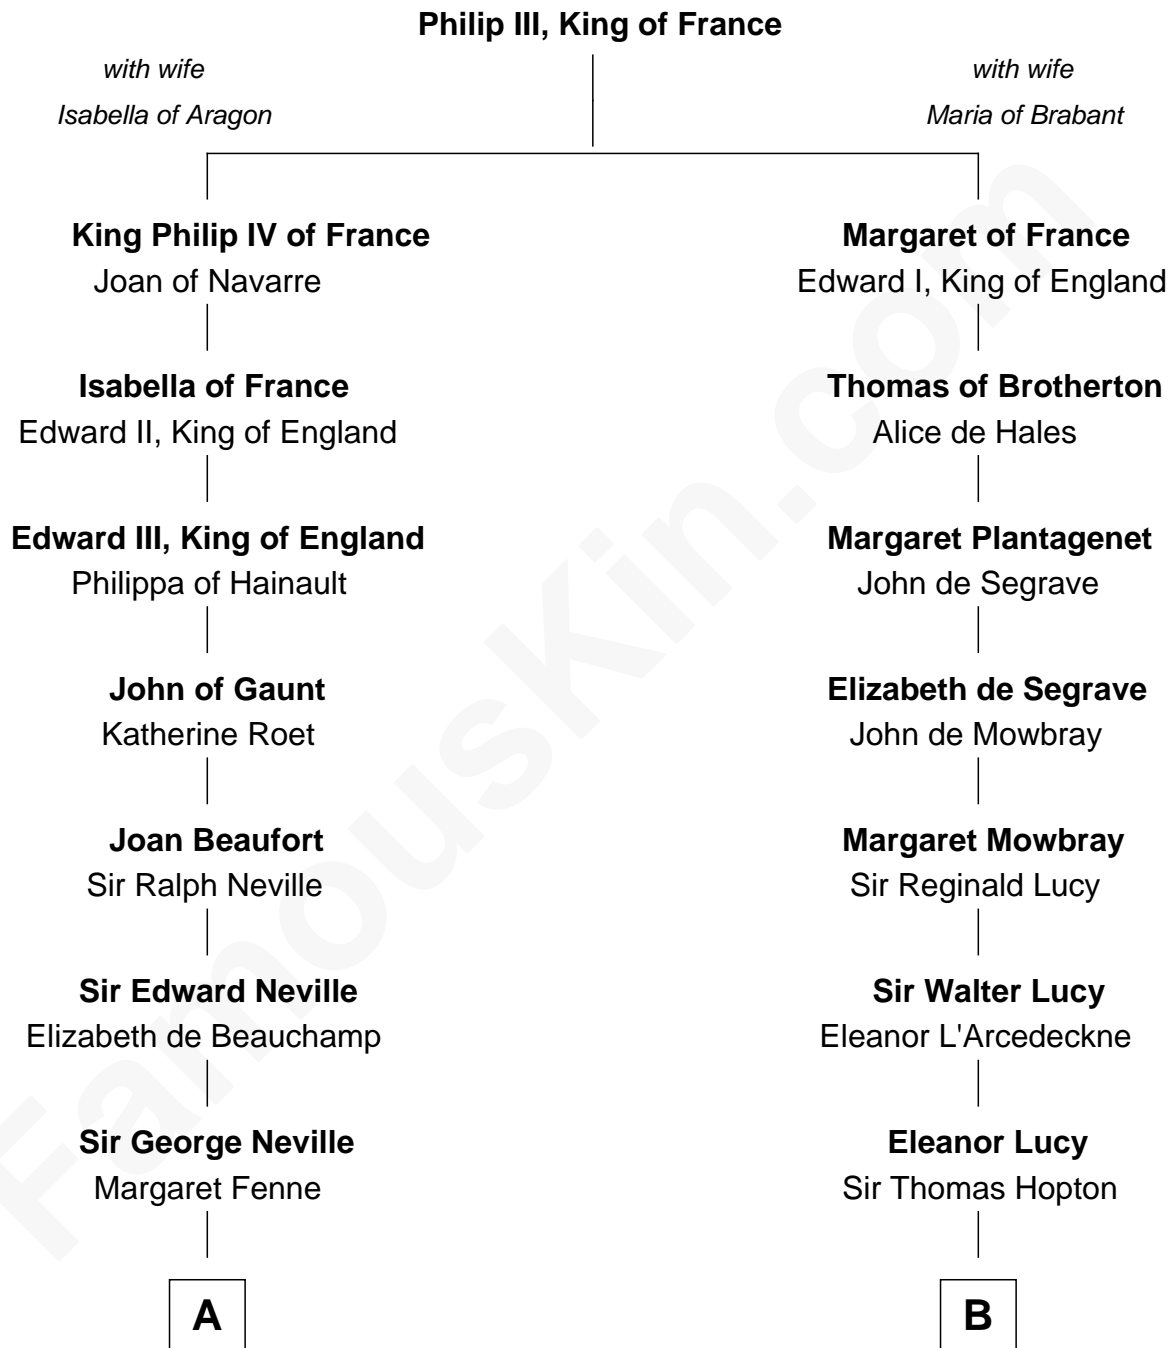 Philip III, King of France
with wife
Isabella of Aragon
with wife
Maria of Brabant
King Philip IV of France
Joan of Navarre
Isabella of France
Edward II, King of England
Edward III, King of England
Philippa of Hainault
John of Gaunt
Katherine Roet
Joan Beaufort
Sir Ralph Neville
Sir Edward Neville
Elizabeth de Beauchamp
Sir George Neville
Margaret Fenne
A
Margaret of France
Edward I, King of England
Thomas of Brotherton
Alice de Hales
Margaret Plantagenet
John de Segrave
Elizabeth de Segrave
John de Mowbray
Margaret Mowbray
Sir Reginald Lucy
Sir Walter Lucy
Eleanor L'Arcedeckne
Eleanor Lucy
Sir Thomas Hopton
B
FamousKin.com